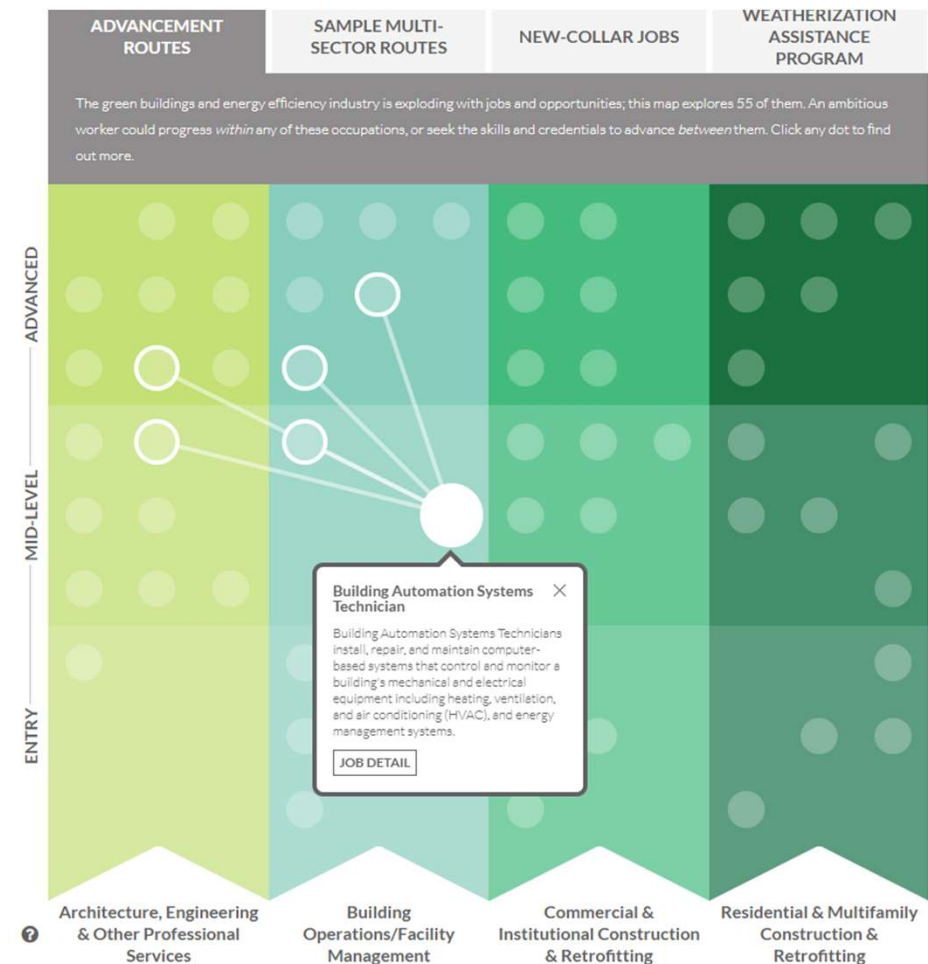 ADVANCEMENT
ROUTES
SAMPLE MULTI-
SECTOR ROUTES
NEW-COLLAR JOBS
WEATHERIZATION
ASSISTANCE
PROGRAM
The green buildings and energy efficiency industry is exploding with jobs and opportunities; this map explores 55 of them. An ambitious
worker could progress within any of these occupations, or seek the skills and credentials to advance between them. Click any dot to find
out more.
ADVANCED
MID-LEVEL
ENTRY
Building Automation Systems
Technician
Building Automation Systems Technicians
install, repair, and maintain computer-
based systems that control and monitor a
building's mechanical and electrical
equipment including heating, ventilation,
and air conditioning (HVAC), and energy
management systems.
JOB DETAIL
?
Architecture, Engineering
& Other Professional
Services
Building
Operations/Facility
Management
Commercial &
Institutional Construction
& Retrofitting
Residential & Multifamily
Construction &
Retrofitting